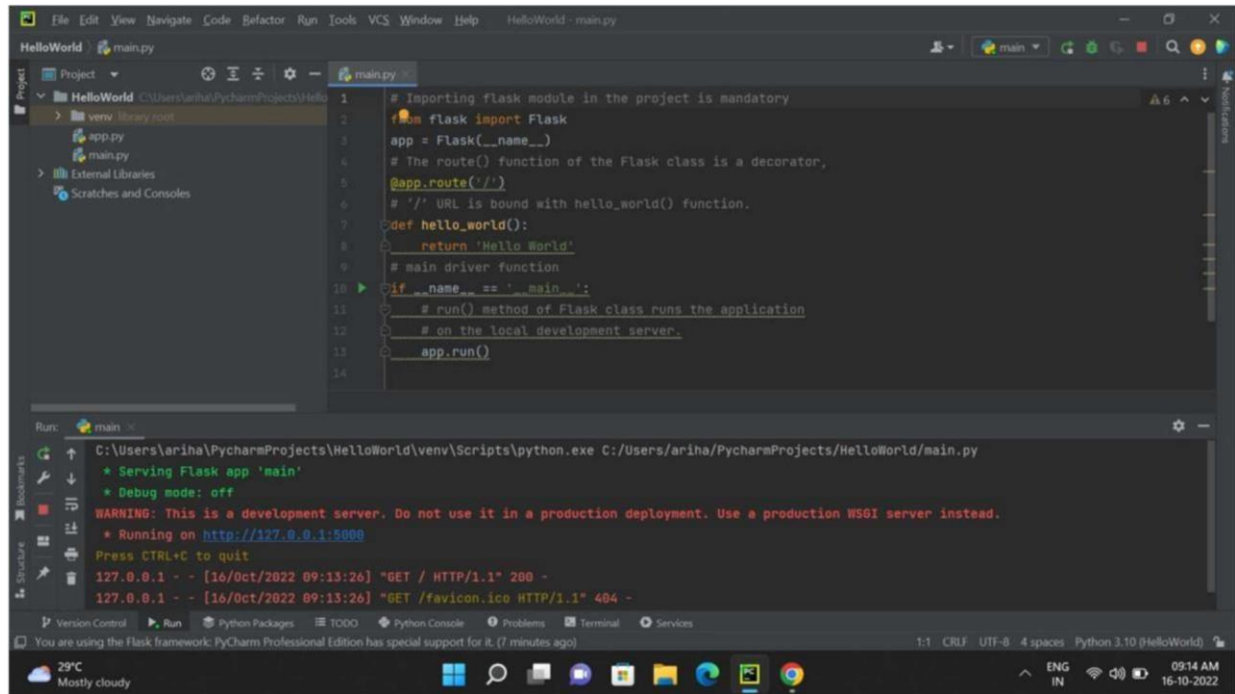 File Edit View Navigate Code Refactor Run Tools VCS Window Help HelloWorld - main.py
HelloWorld main.py main
Project main.py
HelloWorld C:\Users\ariha\PycharmProjects\Hello
venv library root
app.py
main.py
External Libraries
Scratches and Consoles
Project
Notifications
6
1 # Importing flask module in the project is mandatory
2 from flask import Flask
3 app = Flask(__name__)
4 # The route() function of the Flask class is a decorator,
5 @app.route('/')
6 # '/' URL is bound with hello_world() function.
7 def hello_world():
8 return 'Hello World'
9 # main driver function
10 if __name__ == '__main__':
11 # run() method of Flask class runs the application
12 # on the local development server.
13 app.run()
14
Run: main
C:\Users\ariha\PycharmProjects\HelloWorld\venv\Scripts\python.exe C:/Users/ariha/PycharmProjects/HelloWorld/main.py
* Serving Flask app 'main'
* Debug mode: off
WARNING: This is a development server. Do not use it in a production deployment. Use a production WSGI server instead.
* Running on http://127.0.0.1:5000
Press CTRL+C to quit
127.0.0.1 - - [16/Oct/2022 09:13:26] "GET / HTTP/1.1" 200 -
127.0.0.1 - - [16/Oct/2022 09:13:26] "GET /favicon.ico HTTP/1.1" 404 -
Bookmarks
Structure
Version Control Run Python Packages TODO Python Console Problems Terminal Services
You are using the Flask framework: PyCharm Professional Edition has special support for it. (7 minutes ago) 1:1 CRLF UTF-8 4 spaces Python 3.10 (HelloWorld)
29°C
Mostly cloudy
PC
ENG
IN
09:14 AM
16-10-2022